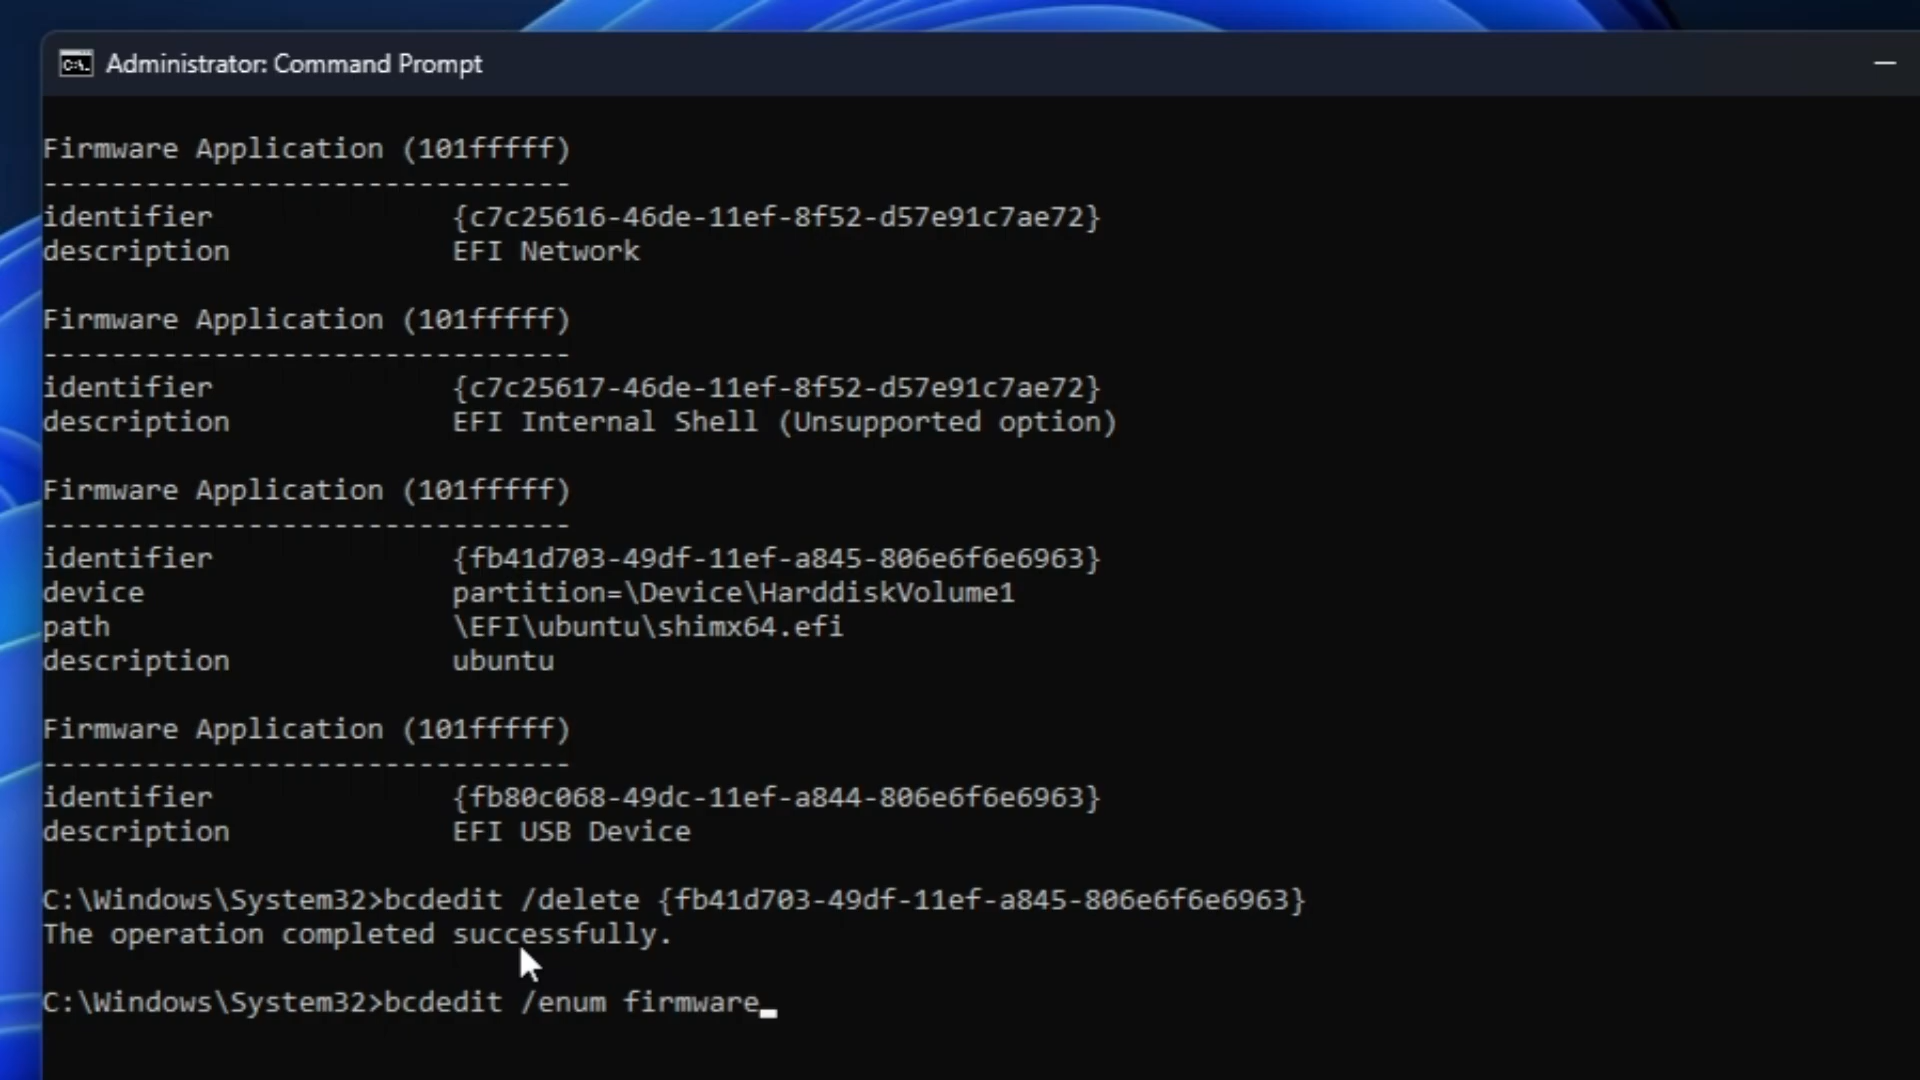 Administrator: Command Prompt
Firmware Application (101fffff)
-------------------------------
identifier              {c7c25616-46de-11ef-8f52-d57e91c7ae72}
description             EFI Network
Firmware Application (101fffff)
-------------------------------
identifier              {c7c25617-46de-11ef-8f52-d57e91c7ae72}
description             EFI Internal Shell (Unsupported option)
Firmware Application (101fffff)
-------------------------------
identifier              {fb41d703-49df-11ef-a845-806e6f6e6963}
device                  partition=\Device\HarddiskVolume1
path                    \EFI\ubuntu\shimx64.efi
description             ubuntu
Firmware Application (101fffff)
-------------------------------
identifier              {fb80c068-49dc-11ef-a844-806e6f6e6963}
description             EFI USB Device
C:\Windows\System32>bcdedit /delete {fb41d703-49df-11ef-a845-806e6f6e6963}
The operation completed successfully.
C:\Windows\System32>bcdedit /enum firmware